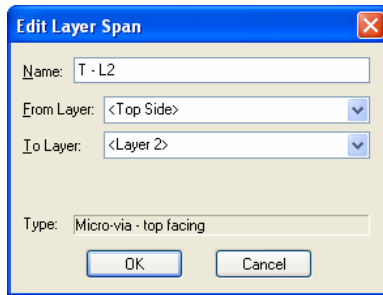 Edit Layer Span
Name: T - L2
From Layer: <Top Side>
To Layer: <Layer 2>
Type: Micro-via - top facing
OK Cancel